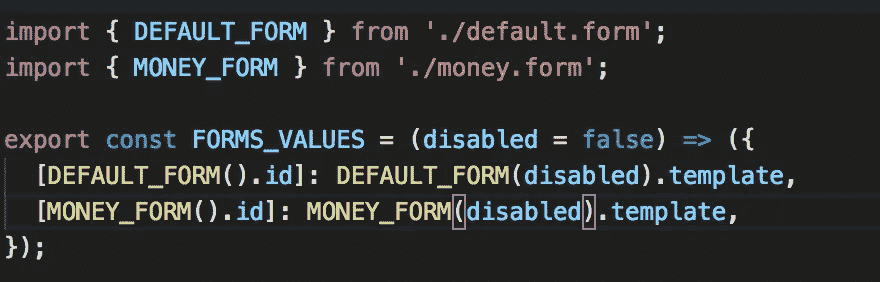 import { DEFAULT_FORM } from './default.form';
import { MONEY_FORM } from './money.form';
export const FORMS_VALUES = (disabled = false) => ({
  [DEFAULT_FORM().id]: DEFAULT_FORM(disabled).template,
  [MONEY_FORM().id]: MONEY_FORM(disabled).template,
});